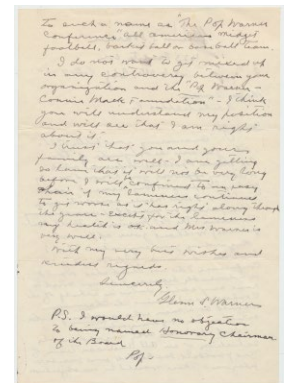 to such a name as "The Pop Warner
Conference" "all American midget
football, basket ball or baseball team.
I do not want to get mixed up
in any controversy between your
organization and the "Pop Warner -
Connie Mack Foundation" - I think
you will understand my position
and will see that I am right
about it"
I trust that you and your
family are well - I am getting
so lame that it will not be very long
before I will be confined to my easy
chair if my lameness continues
to get worse as it has right along
the - Except for the lameness
my health is ok and Mrs Warner is
very well.
With my very best wishes and
kindest regards.
Sincerely
Glenn S. Warner
P.S. I would have no objection
to being named Honorary Chairman
of its Board
Pop -